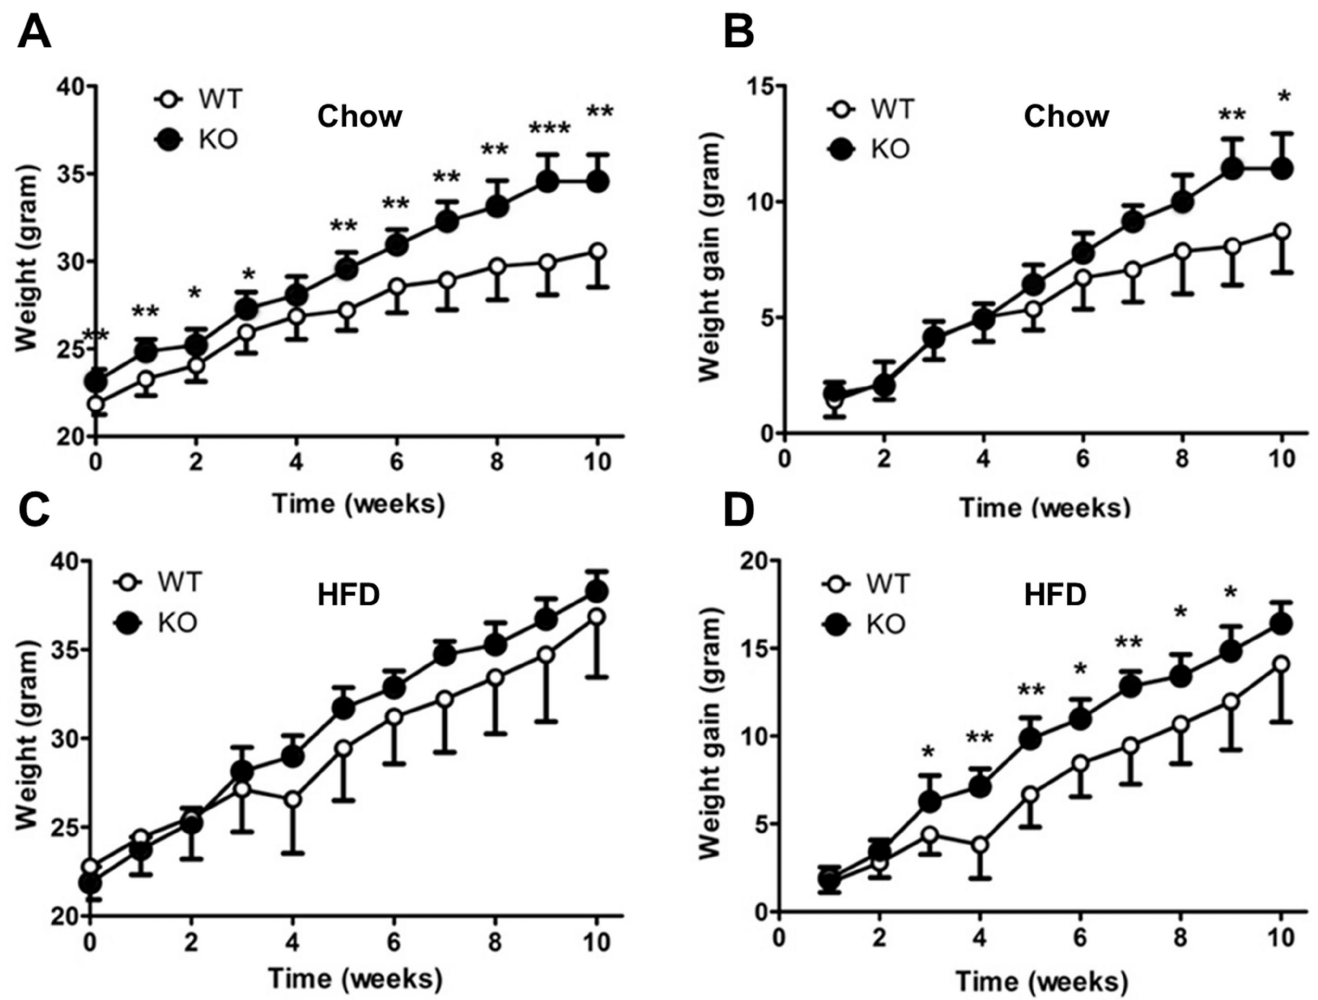 A
40
WT
KO
Chow
35
30
25
20
Weight (gram)
** ** * * ** ** ** ** *** **
0 2 4 6 8 10
Time (weeks)
B
15
WT
KO
Chow
10
5
0
Weight gain (gram)
** *
0 2 4 6 8 10
Time (weeks)
C
40
WT
KO
HFD
35
30
25
20
Weight (gram)
0 2 4 6 8 10
Time (weeks)
D
20
WT
KO
HFD
15
10
5
0
Weight gain (gram)
* ** ** * ** * *
0 2 4 6 8 10
Time (weeks)